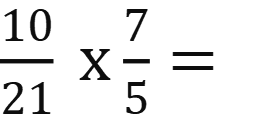 10/21 x 7/5 =